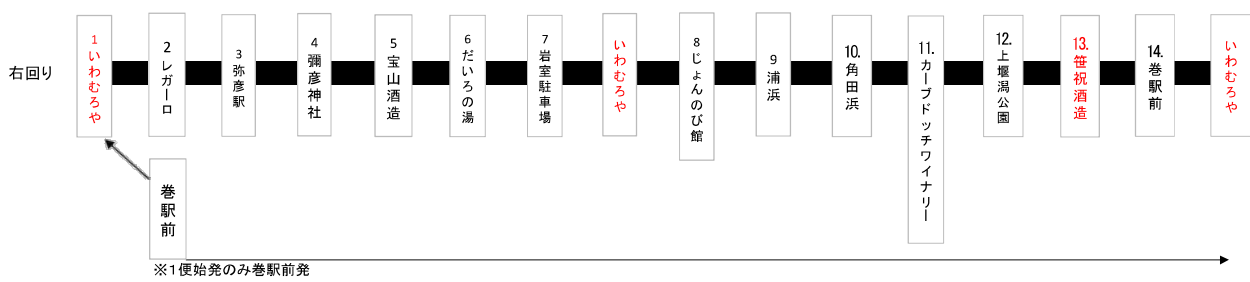 右回り
1 いわむろや
2 レガーロ
3 弥彦駅
4 彌彦神社
5 宝山酒造
6 だいろの湯
7 岩室駐車場
いわむろや
8 じょんのび館
9 浦浜
10. 角田浜
11. カーブドッチワイナリー
12. 上堰潟公園
13. 笹祝酒造
14. 巻駅前
いわむろや
巻駅前
※1便始発のみ巻駅前発